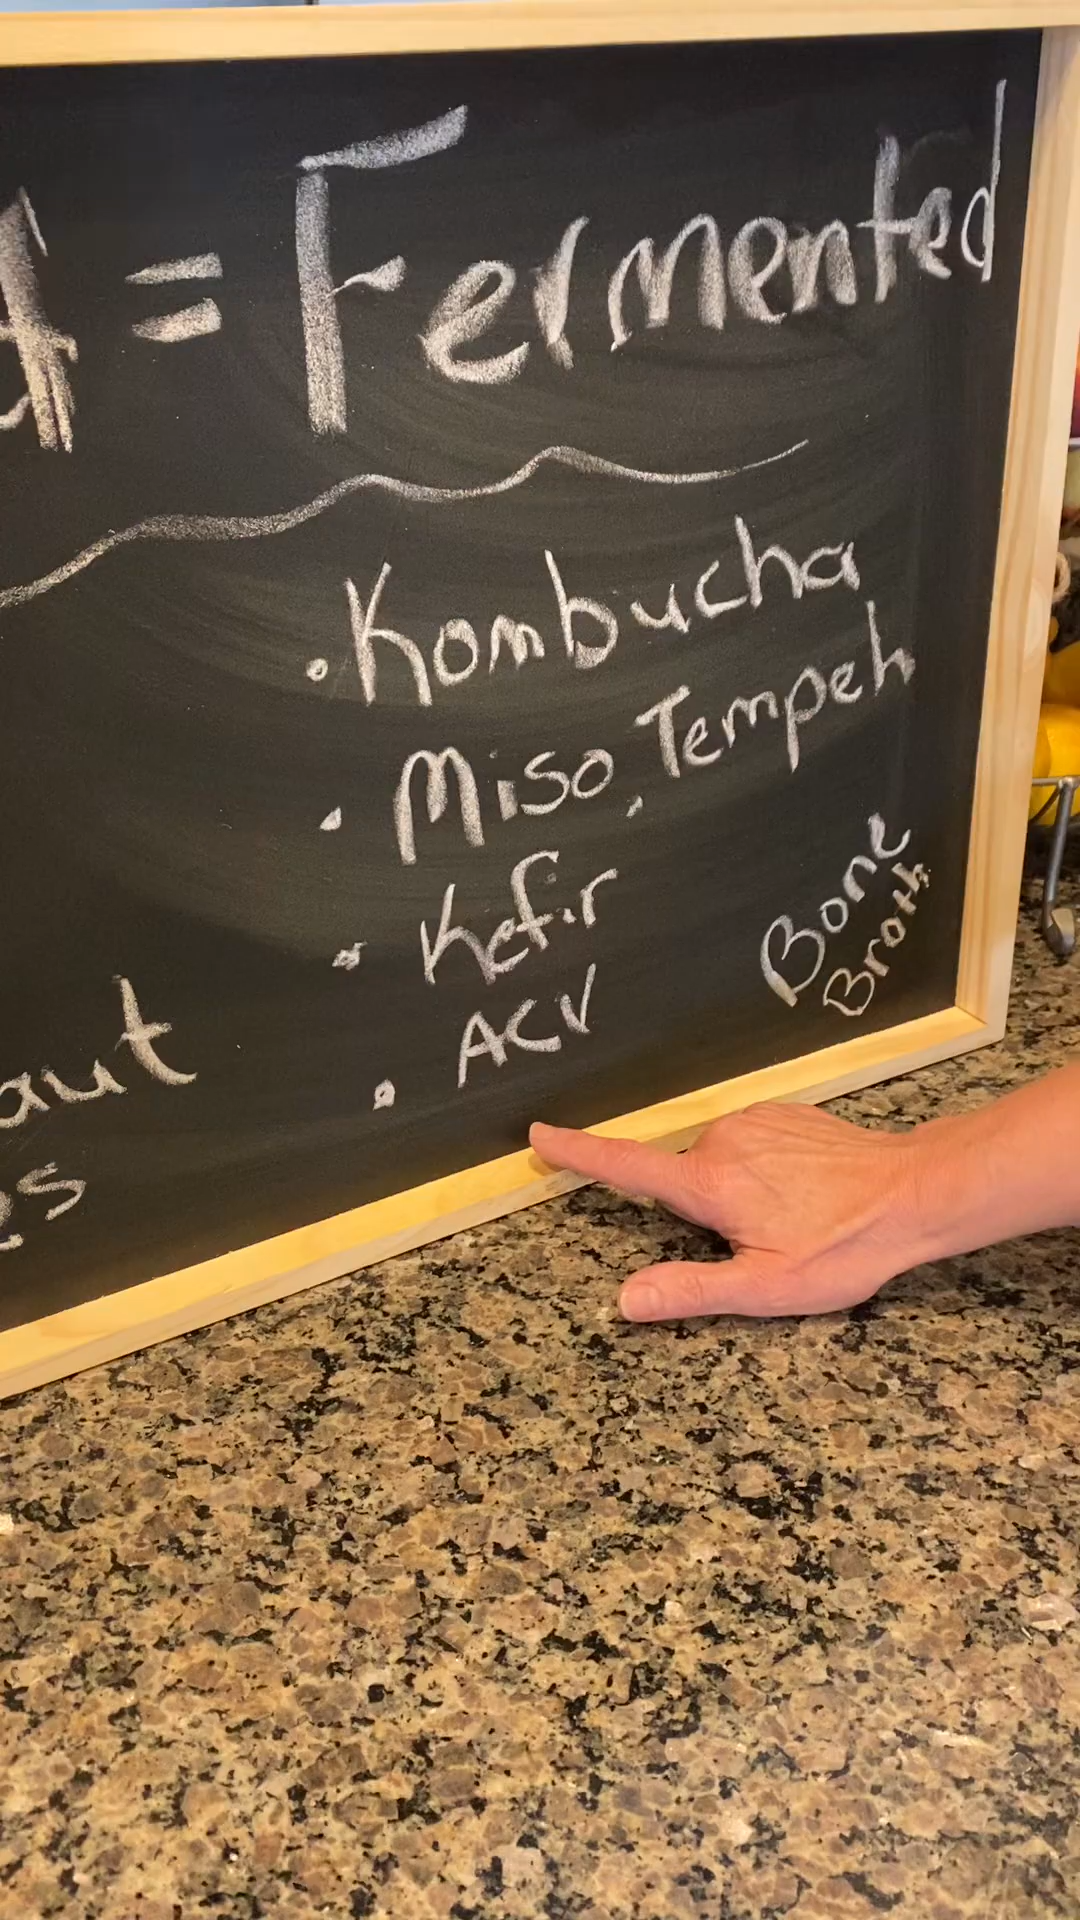 = Fermented
• Kombucha
• Miso, Tempeh
• Kefir
• ACV
Bone
Broth
aut
es